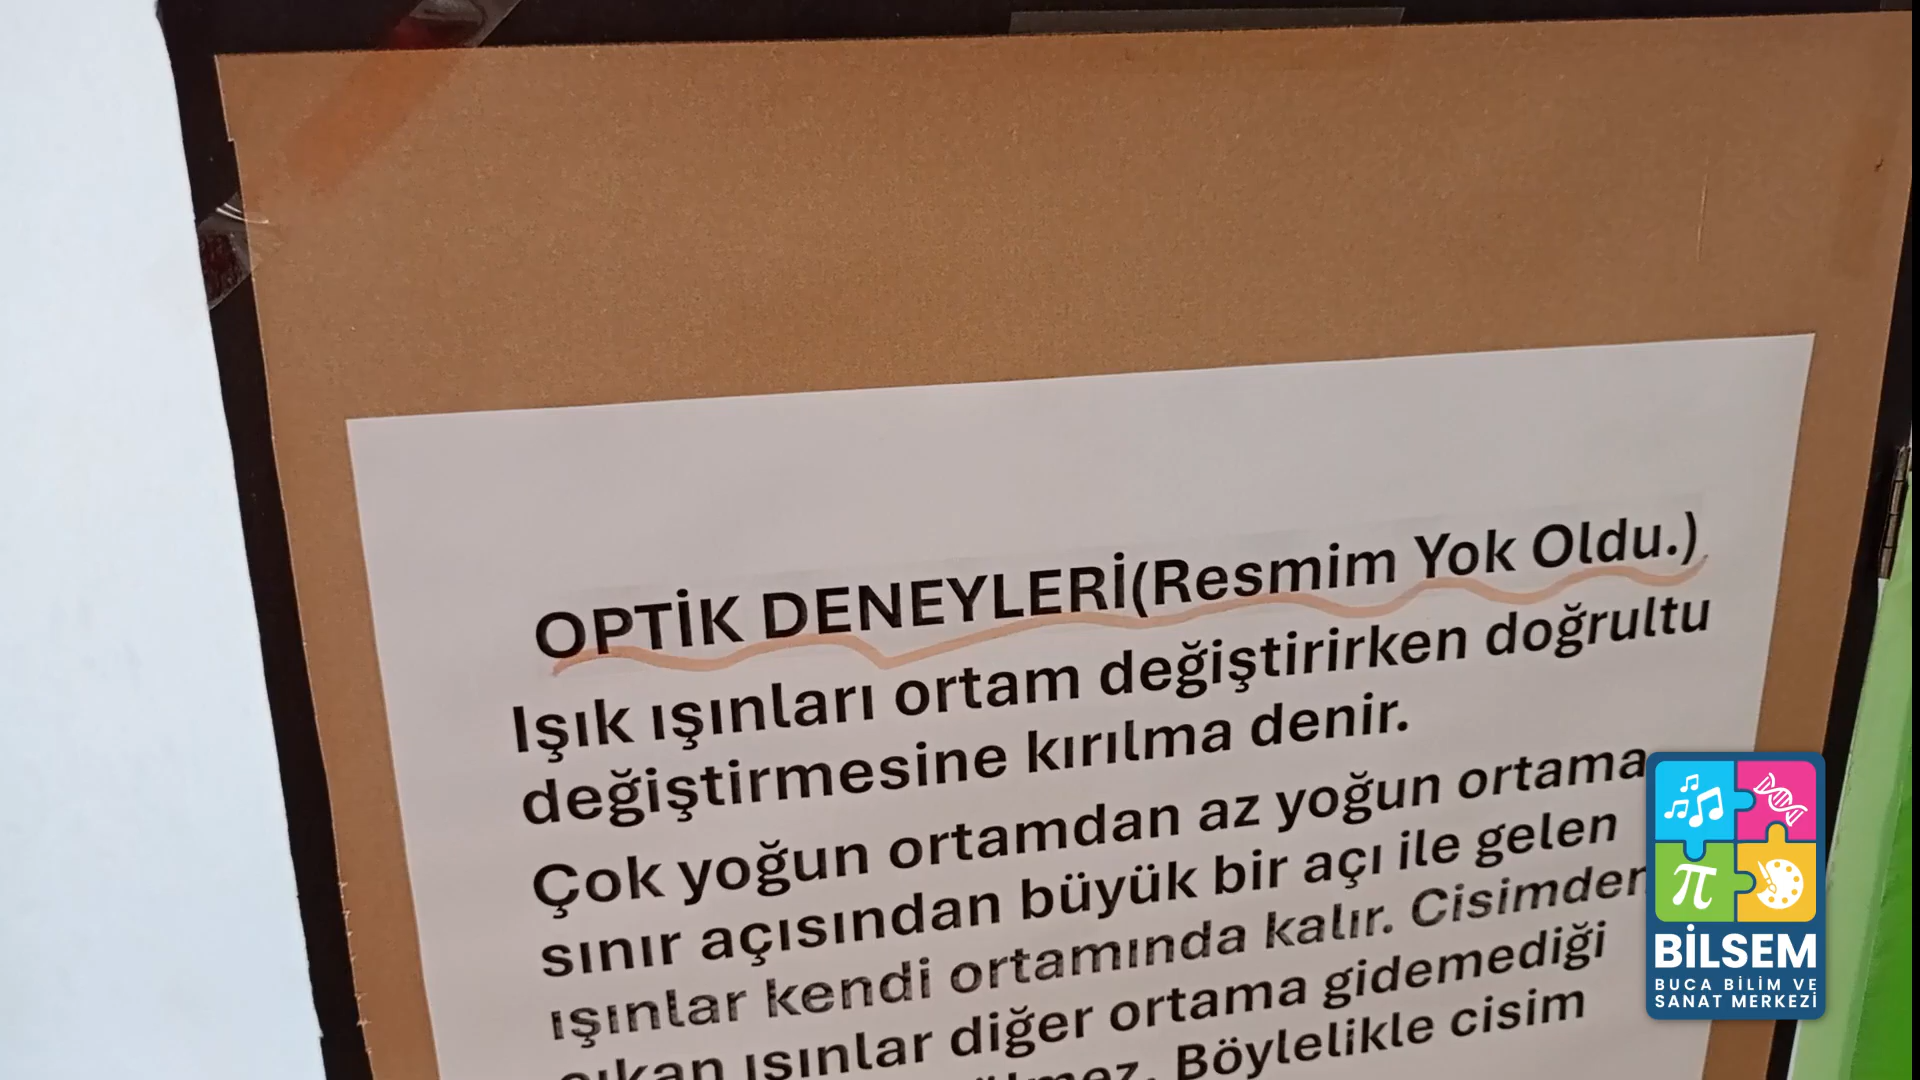 OPTİK DENEYLERİ(Resmim Yok Oldu.)
Işık ışınları ortam değiştirirken doğrultu
değiştirmesine kırılma denir.
Çok yoğun ortamdan az yoğun ortama
sınır açısından büyük bir açı ile gelen
ışınlar kendi ortamında kalır. Cisimden
çıkan ışınlar diğer ortama gidemediği
Böylelikle cisim
BİLSEM
BUCA BİLİM VE
SANAT MERKEZİ